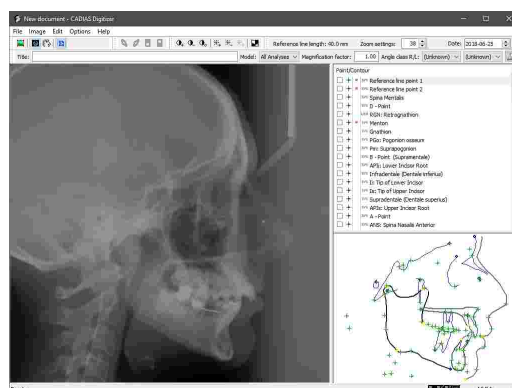 New document - CADIAS Digitizer
File Image Edit Options Help
Reference line length: 40.0 mm Zoom settings: 38 Date: 2018-06-25
Title: Model: All Analyses Magnification factor: 1.00 Angle class R/L: (Unknown) (Unknown)
Point/Contour
Reference line point 1
Reference line point 2
Spina Mentalis
D - Point
RGN: Retrognathion
Menton
Gnathion
PGo: Pogonion osseum
Pm: Suprapogonion
B - Point (Supramentale)
APIi: Lower Incisor Root
Infradentale (Dentale inferius)
Ii: Tip of Lower Incisor
Is: Tip of Upper Incisor
Supradentale (Dentale superius)
APIs: Upper Incisor Root
A - Point
ANS: Spina Nasalis Anterior